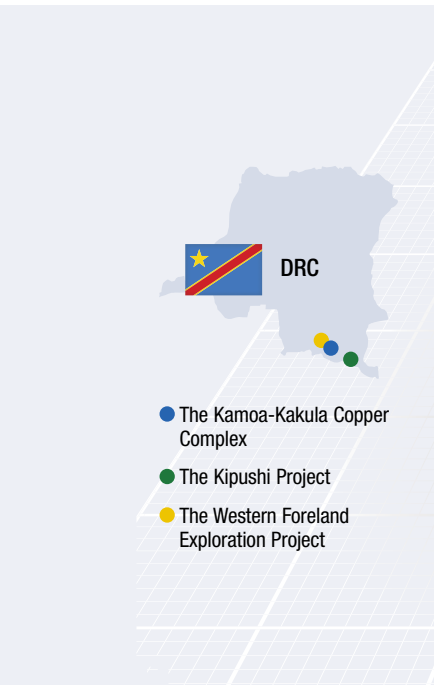 DRC
The Kamoa-Kakula Copper
Complex
The Kipushi Project
The Western Foreland
Exploration Project